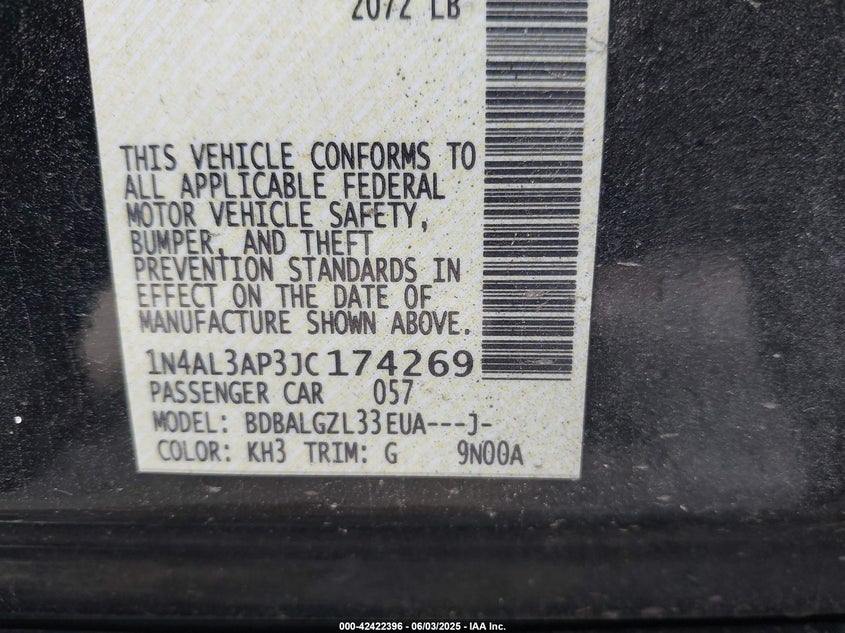 2072 LB
THIS VEHICLE CONFORMS TO
ALL APPLICABLE FEDERAL
MOTOR VEHICLE SAFETY,
BUMPER, AND THEFT
PREVENTION STANDARDS IN
EFFECT ON THE DATE OF
MANUFACTURE SHOWN ABOVE.
1N4AL3AP3JC174269
PASSENGER CAR 057
MODEL: BDBALGZL33EUA---J-
COLOR: KH3 TRIM: G 9N00A
000-42422396 - 06/03/2025 - IAA Inc.